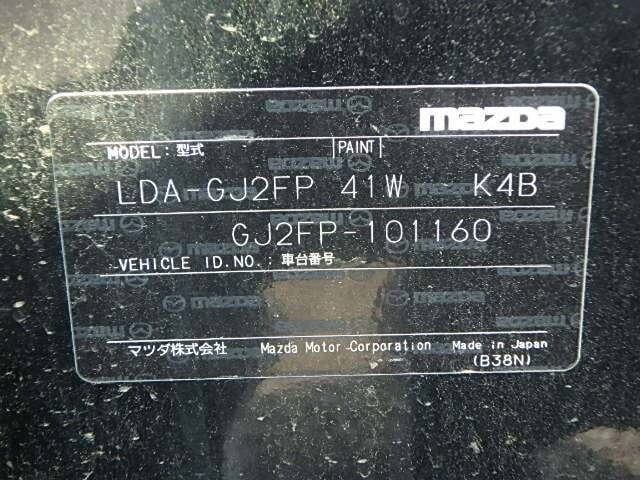 mazda
MODEL: 型式 PAINT
LDA-GJ2FP 41W K4B
GJ2FP-101160
VEHICLE ID.NO.: 車台番号
マツダ株式会社 Mazda Motor Corporation Made in Japan
(B38N)